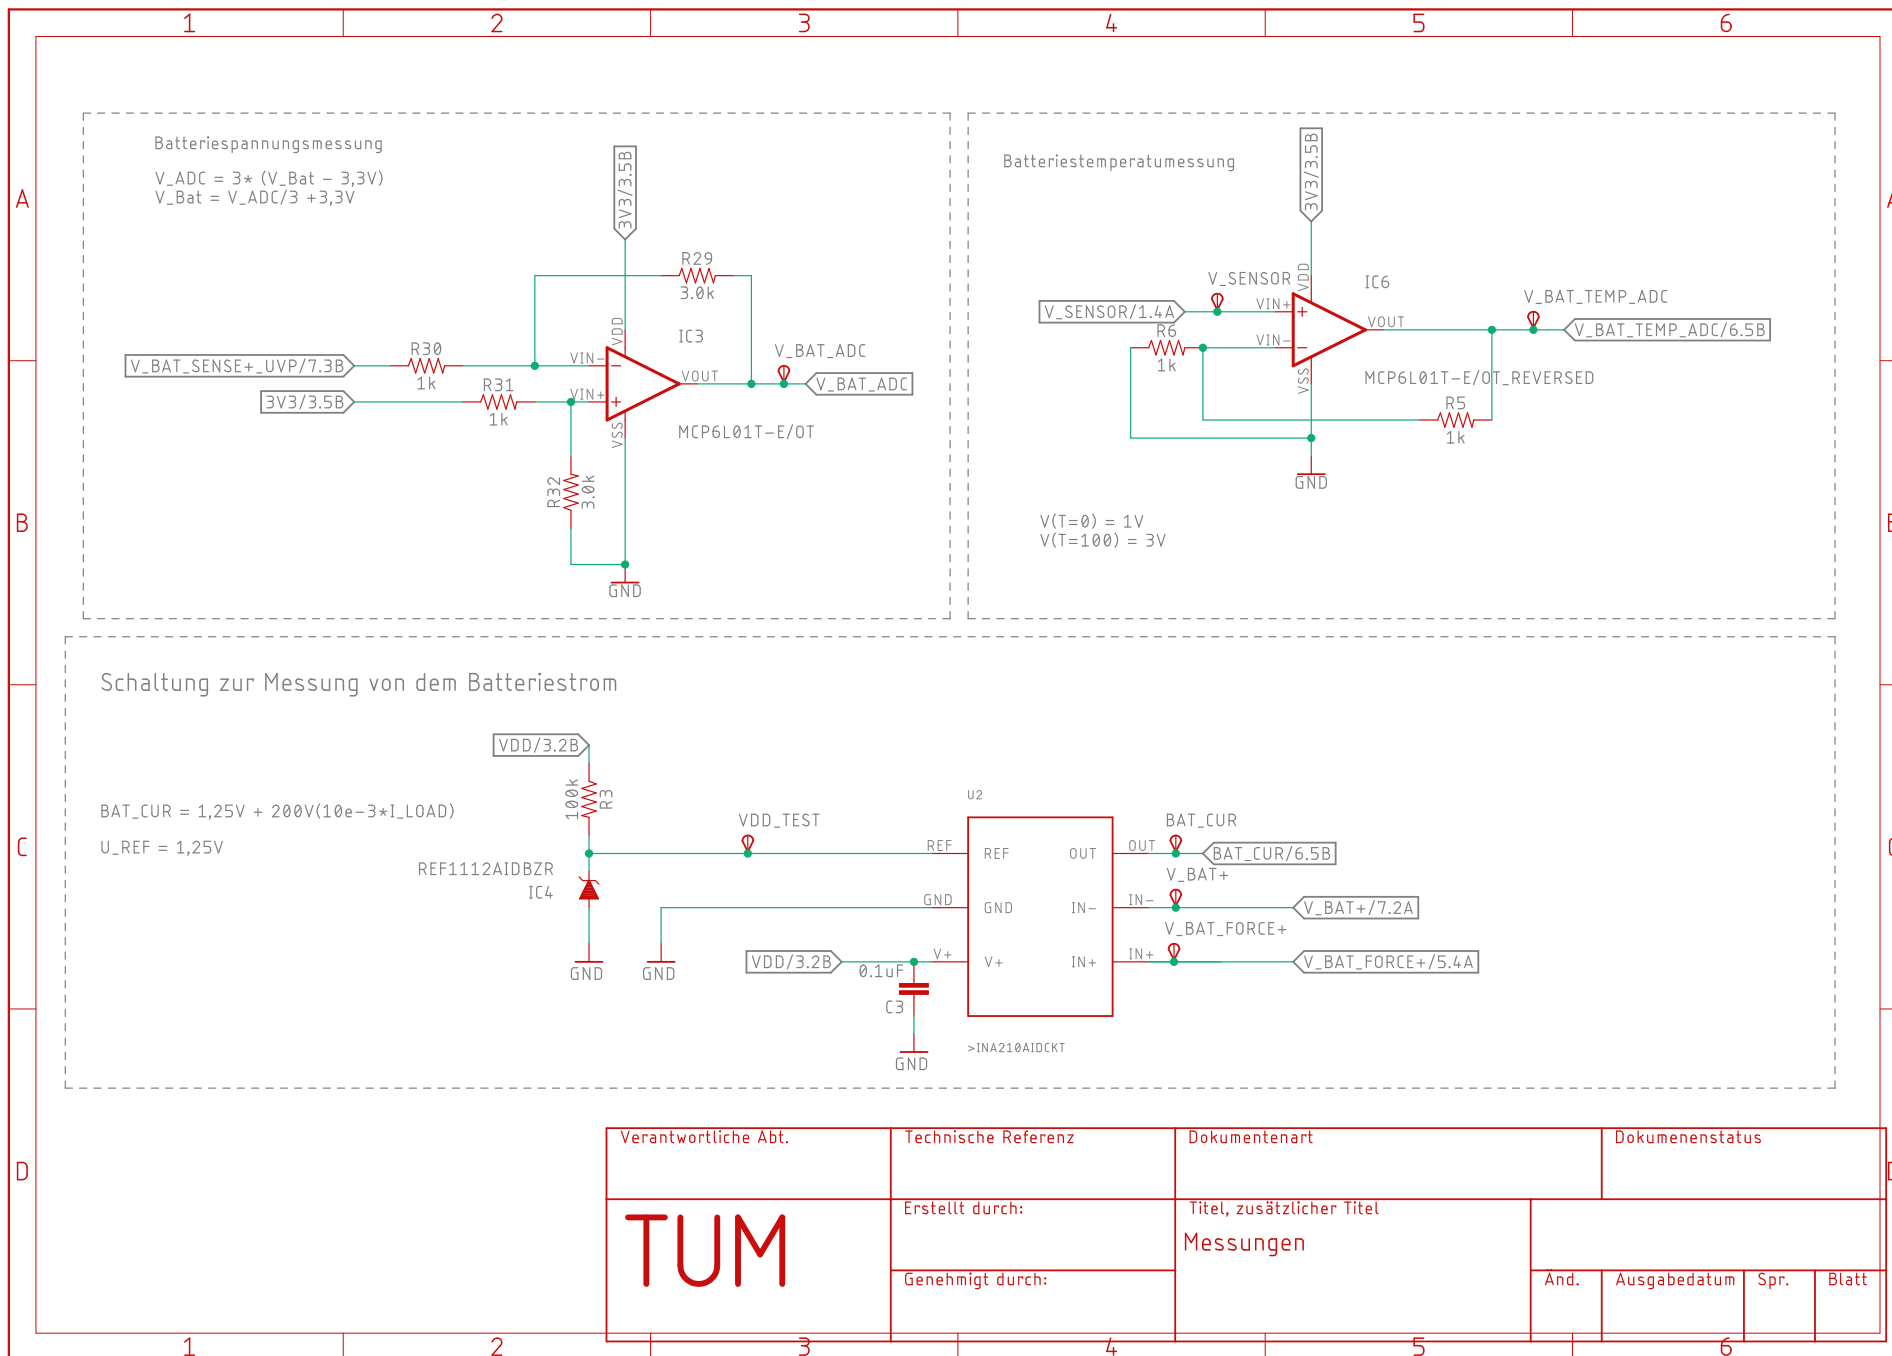 1 2 3 4 5 6
A
B
C
D
Batteriespannungsmessung
V_ADC = 3* (V_Bat - 3,3V)
V_Bat = V_ADC/3 +3,3V
3V3/3.5B
R29
3.0k
IC3
VDD
V_BAT_SENSE+_UVP/7.3B
R30
1k
VIN-
VOUT
V_BAT_ADC
V_BAT_ADC
3V3/3.5B
R31
1k
VIN+
VSS
MCP6L01T-E/OT
R32
3.0k
GND
Batteriestemperatumessung
3V3/3.5B
V_SENSOR
VDD
IC6
V_SENSOR/1.4A
VIN+
VOUT
V_BAT_TEMP_ADC
V_BAT_TEMP_ADC/6.5B
R6
1k
VIN-
VSS
MCP6L01T-E/OT_REVERSED
R5
1k
GND
V(T=0) = 1V
V(T=100) = 3V
Schaltung zur Messung von dem Batteriestrom
VDD/3.2B
100k
R3
BAT_CUR = 1,25V + 200V(10e-3*I_LOAD)
U_REF = 1,25V
REF1112AIDBZR
IC4
GND
GND
VDD_TEST
U2
REF
REF
OUT
OUT
BAT_CUR
BAT_CUR/6.5B
GND
GND
IN-
IN-
V_BAT+
V_BAT+/7.2A
VDD/3.2B
V+
V+
IN+
IN+
V_BAT_FORCE+
V_BAT_FORCE+/5.4A
0.1uF
C3
GND
>INA210AIDCKT
Verantwortliche Abt.
Technische Referenz
Dokumentenart
Dokumenenstatus
TUM
Erstellt durch:
Titel, zusätzlicher Titel
Messungen
Genehmigt durch:
Änd.
Ausgabedatum
Spr.
Blatt
1 2 3 4 5 6